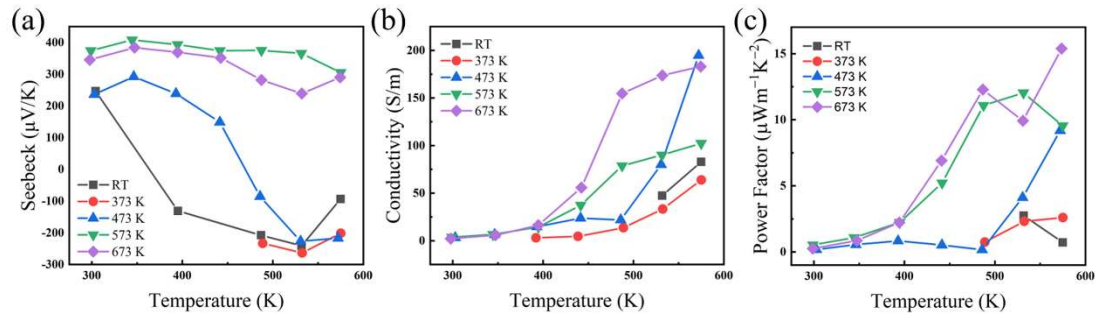 (a)
Seebeck (μV/K)
400
300
200
100
0
-100
-200
-300
RT
373 K
473 K
573 K
673 K
300
400
500
600
Temperature (K)
(b)
Conductivity (S/m)
200
150
100
50
0
RT
373 K
473 K
573 K
673 K
300
400
500
600
Temperature (K)
(c)
Power Factor (μWm⁻¹K⁻²)
15
10
5
0
RT
373 K
473 K
573 K
673 K
300
400
500
600
Temperature (K)